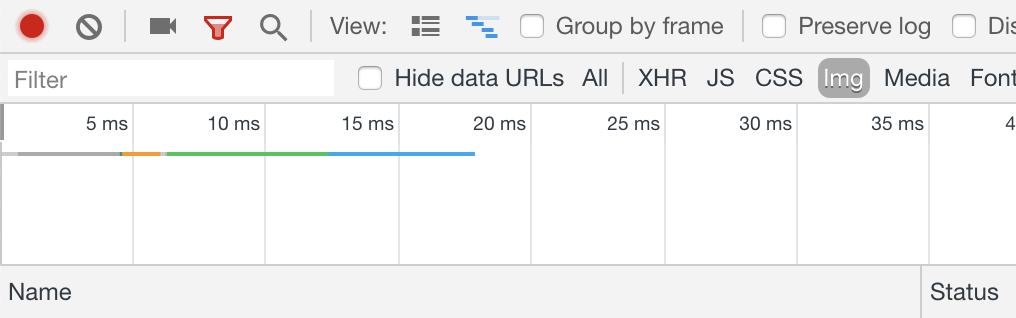 View: Group by frame Preserve log Dis
Filter Hide data URLs All XHR JS CSS Img Media Font
5 ms 10 ms 15 ms 20 ms 25 ms 30 ms 35 ms 4
Name Status